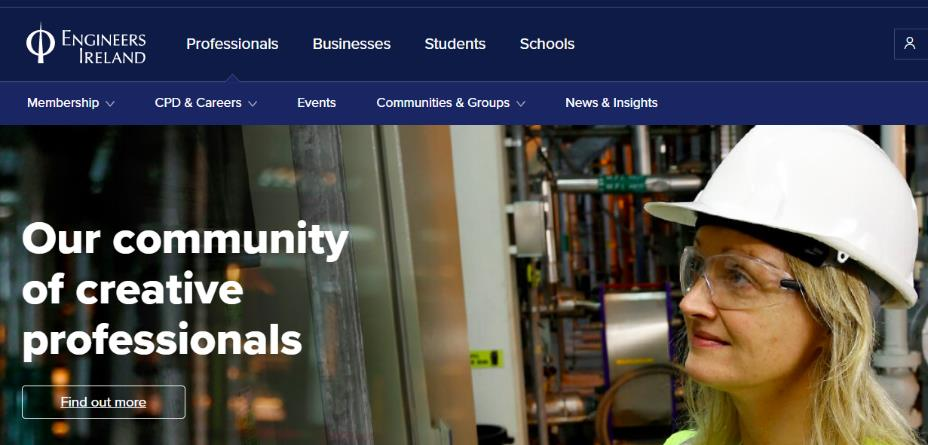 ENGINEERS
IRELAND
Professionals
Businesses
Students
Schools
Membership
CPD & Careers
Events
Communities & Groups
News & Insights
Our community
of creative
professionals
Find out more